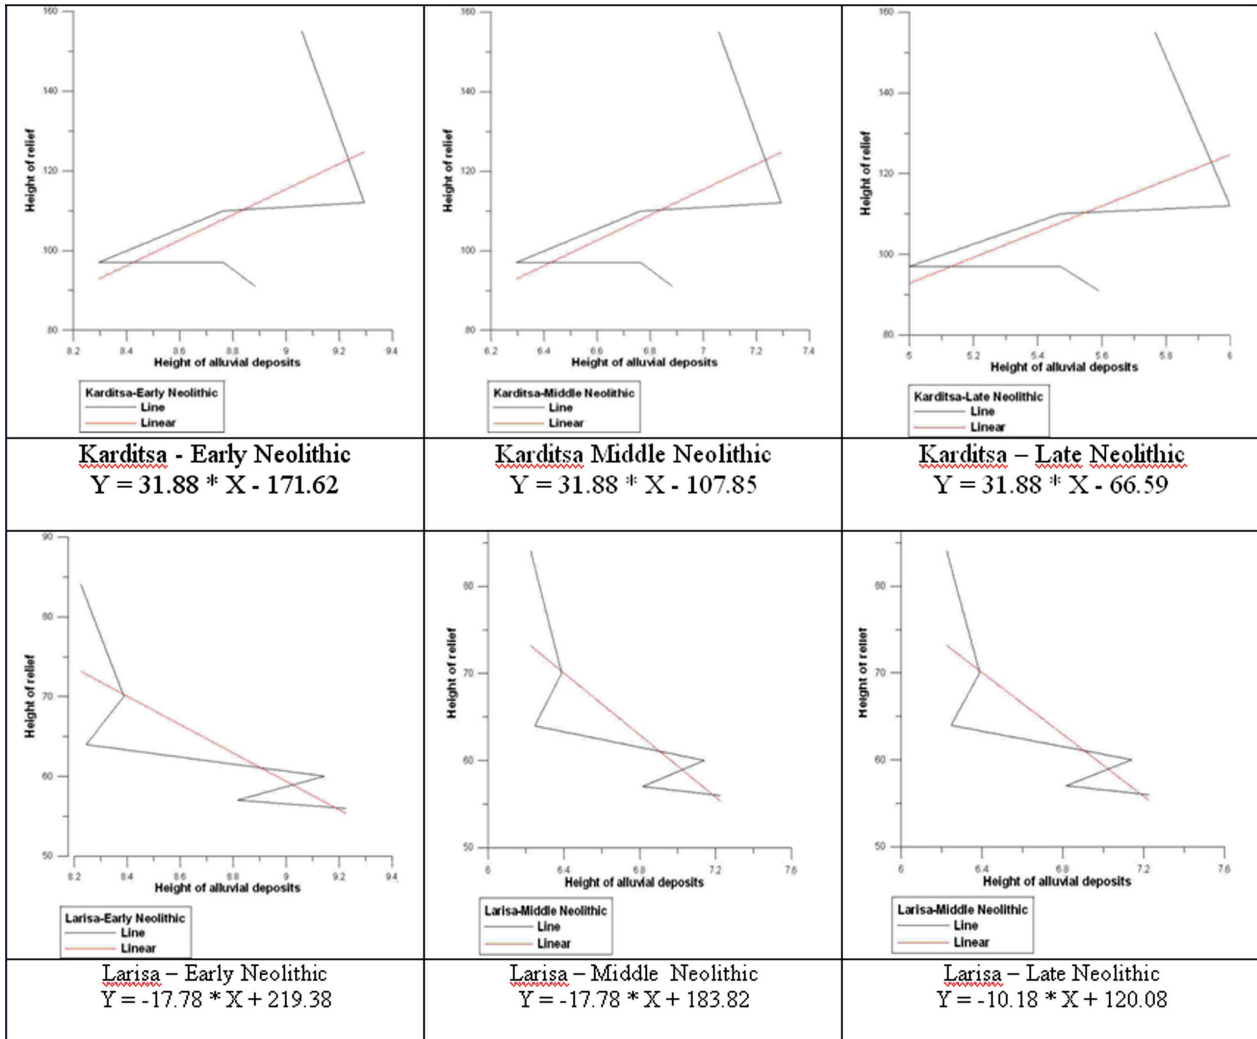 160
140
120
100
80
Height of relief
8.2 8.4 8.6 8.8 9 9.2 9.4
Height of alluvial deposits
Karditsa-Early Neolithic
Line
Linear
Karditsa - Early Neolithic
Y = 31.88 * X - 171.62
160
140
120
100
80
Height of relief
6.2 6.4 6.6 6.8 7 7.2 7.4
Height of alluvial deposits
Karditsa-Middle Neolithic
Line
Linear
Karditsa Middle Neolithic
Y = 31.88 * X - 107.85
160
140
120
100
80
Height of relief
5 5.2 5.4 5.6 5.8 6
Height of alluvial deposits
Karditsa-Late Neolithic
Line
Linear
Karditsa – Late Neolithic
Y = 31.88 * X - 66.59
90
80
70
60
50
Height of relief
8.2 8.4 8.6 8.8 9 9.2 9.4
Height of alluvial deposits
Larisa-Early Neolithic
Line
Linear
Larisa – Early Neolithic
Y = -17.78 * X + 219.38
80
70
60
50
Height of relief
6 6.4 6.8 7.2 7.6
Height of alluvial deposits
Larisa-Middle Neolithic
Line
Linear
Larisa – Middle Neolithic
Y = -17.78 * X + 183.82
80
70
60
50
Height of relief
6 6.4 6.8 7.2 7.6
Height of alluvial deposits
Larisa-Middle Neolithic
Line
Linear
Larisa – Late Neolithic
Y = -10.18 * X + 120.08